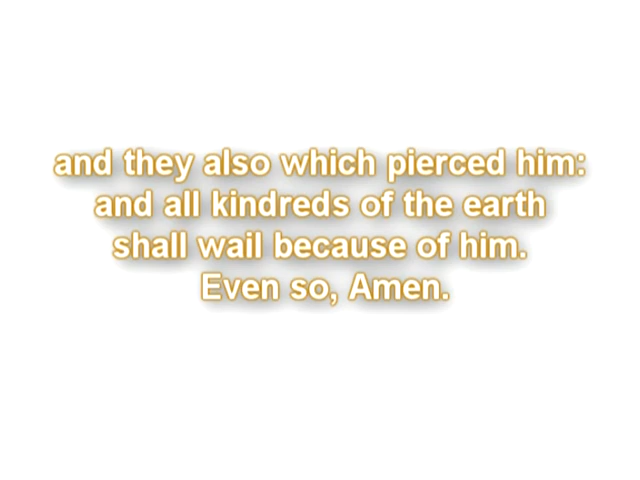 and they also which pierced him:
and all kindreds of the earth
shall wail because of him.
Even so, Amen.